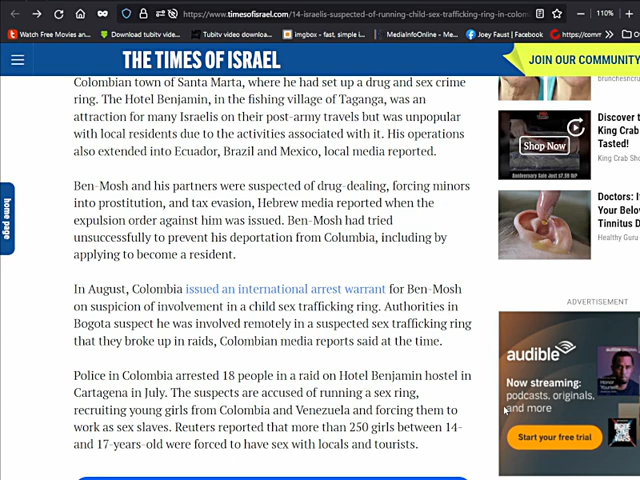 https://www.timesofisrael.com/14-israelis-suspected-of-running-child-sex-trafficking-ring-in-colom
110%
Watch Free Movies an
Download this video
Tubitv download
imgbox - fast, simple i
MediaInfoOnline - Me
Joey Faust | Facebook
https://comm
THE TIMES OF ISRAEL
JOIN OUR COMMUNITY
home page
Colombian town of Santa Marta, where he had set up a drug and sex crime
ring. The Hotel Benjamin, in the fishing village of Taganga, was an
attraction for many Israelis on their post-army travels but was unpopular
with local residents due to the activities associated with it. His operations
also extended into Ecuador, Brazil and Mexico, local media reported.
Ben-Mosh and his partners were suspected of drug-dealing, forcing minors
into prostitution, and tax evasion, Hebrew media reported when the
expulsion order against him was issued. Ben-Mosh had tried
unsuccessfully to prevent his deportation from Columbia, including by
applying to become a resident.
In August, Colombia issued an international arrest warrant for Ben-Mosh
on suspicion of involvement in a child sex trafficking ring. Authorities in
Bogota suspect he was involved remotely in a suspected sex trafficking ring
that they broke up in raids, Colombian media reports said at the time.
Police in Colombia arrested 18 people in a raid on Hotel Benjamin hostel in
Cartagena in July. The suspects are accused of running a sex ring,
recruiting young girls from Colombia and Venezuela and forcing them to
work as sex slaves. Reuters reported that more than 250 girls between 14-
and 17-years-old were forced to have sex with locals and tourists.
Shop Now
Discover t
King Crab
Tasted!
King Crab Sho
Doctors: I
Your Belo
Tinnitus D
Healthy Guru
ADVERTISEMENT
audible
Now streaming:
podcasts, originals,
and more
Start your free trial